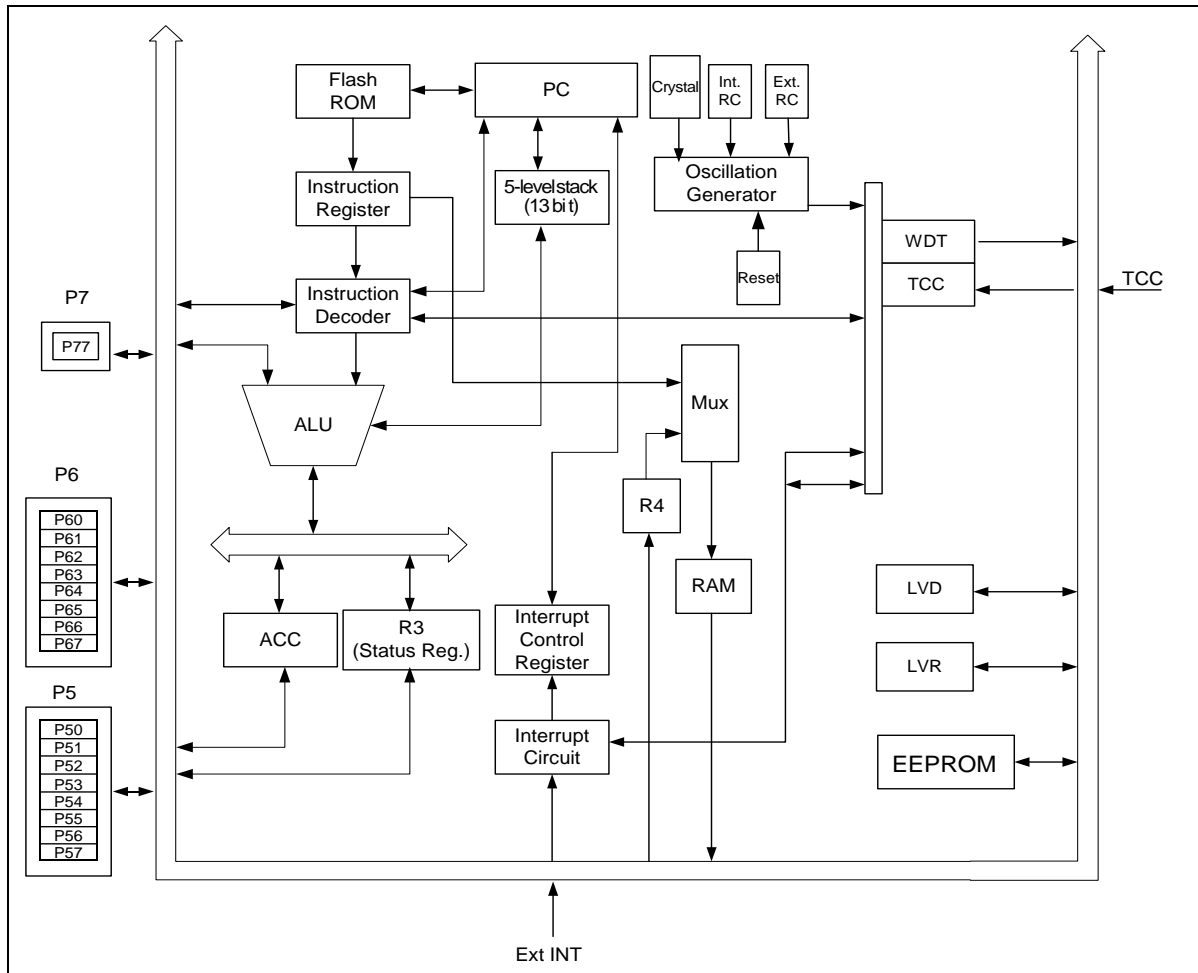 Flash
ROM
PC
Crystal
Int.
RC
Ext.
RC
Instruction
Register
5-level stack
(13 bit)
Oscillation
Generator
WDT
Reset
TCC
TCC
P7
P77
Instruction
Decoder
Mux
ALU
P6
P60
P61
P62
P63
P64
P65
P66
P67
R4
RAM
LVD
ACC
R3
(Status Reg.)
Interrupt
Control
Register
LVR
P5
P50
P51
P52
P53
P54
P55
P56
P57
Interrupt
Circuit
EEPROM
Ext INT